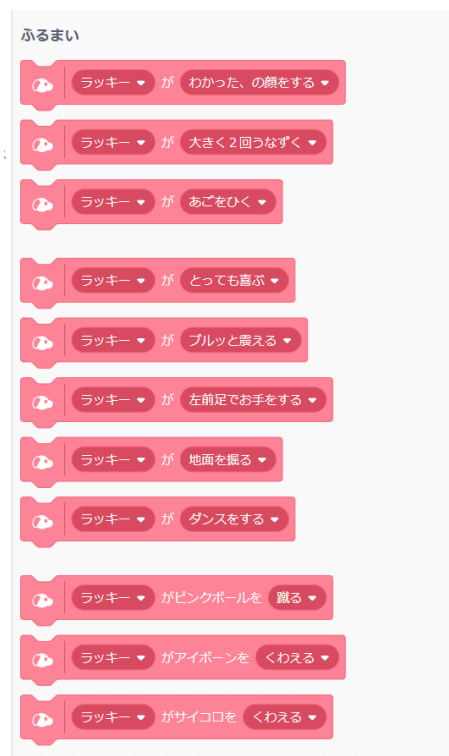 ふるまい
ラッキー が わかった、の顔をする
ラッキー が 大きく2回うなずく
ラッキー が あごをひく
ラッキー が とっても喜ぶ
ラッキー が ブルッと震える
ラッキー が 左前足でお手をする
ラッキー が 地面を掘る
ラッキー が ダンスをする
ラッキー がピンクボールを 蹴る
ラッキー がアイボーンを くわえる
ラッキー がサイコロを くわえる